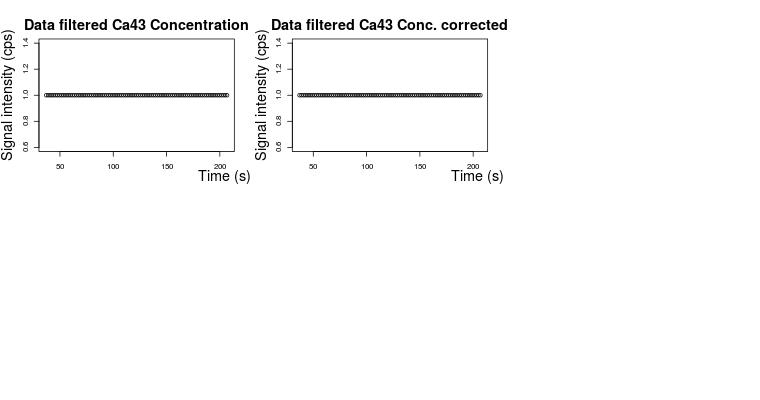 Data filtered Ca43 Concentration
Signal intensity (cps)
1.4
1.2
1.0
0.8
0.6
50 100 150 200
Time (s)
Data filtered Ca43 Conc. corrected
Signal intensity (cps)
1.4
1.2
1.0
0.8
0.6
50 100 150 200
Time (s)